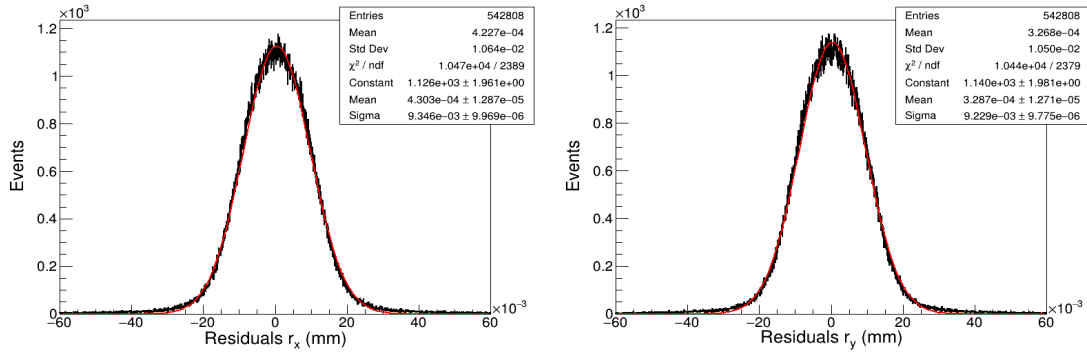 ×10³
Entries 542808
Mean 4.227e−04
Std Dev 1.064e−02
χ² / ndf 1.047e+04 / 2389
Constant 1.126e+03 ± 1.961e+00
Mean 4.303e−04 ± 1.287e−05
Sigma 9.346e−03 ± 9.969e−06
1.2
1
0.8
0.6
0.4
0.2
0
Events
−60 −40 −20 0 20 40 60
×10⁻³
Residuals rₓ (mm)
×10³
Entries 542808
Mean 3.268e−04
Std Dev 1.050e−02
χ² / ndf 1.044e+04 / 2379
Constant 1.140e+03 ± 1.981e+00
Mean 3.287e−04 ± 1.271e−05
Sigma 9.229e−03 ± 9.775e−06
1.2
1
0.8
0.6
0.4
0.2
0
Events
−60 −40 −20 0 20 40 60
×10⁻³
Residuals r_y (mm)